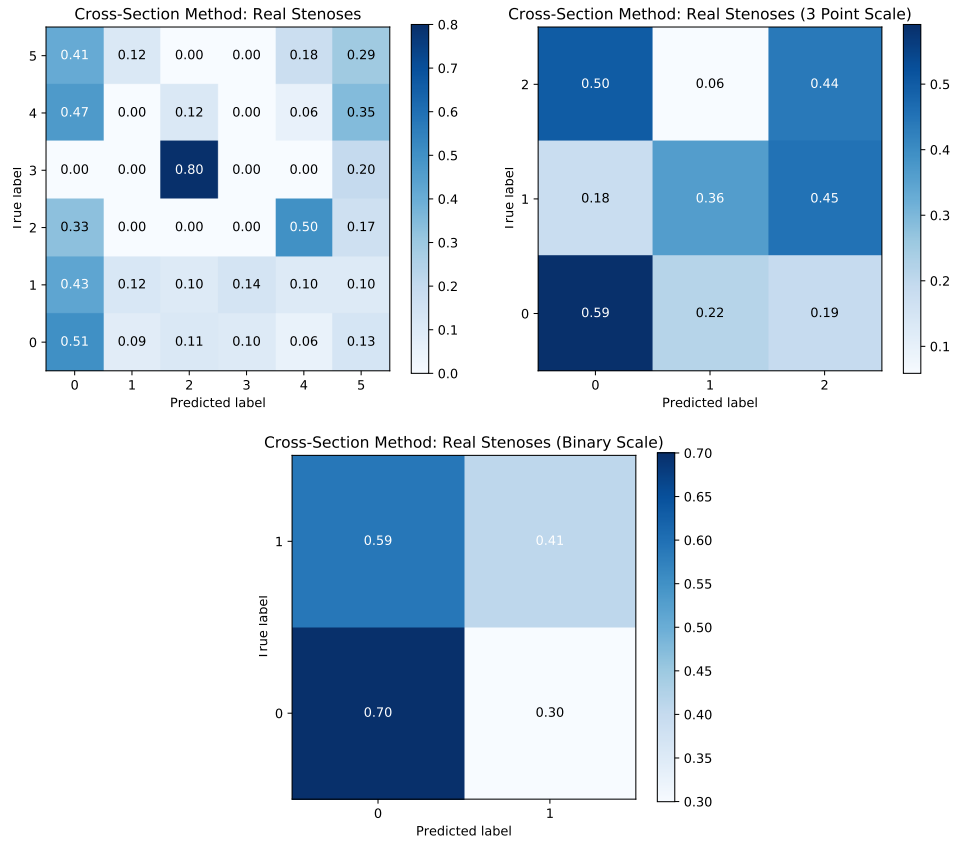 Cross-Section Method: Real Stenoses
0.8
5 0.41 0.12 0.00 0.00 0.18 0.29
0.7
4 0.47 0.00 0.12 0.00 0.06 0.35
0.6
0.5
3 0.00 0.00 0.80 0.00 0.00 0.20
0.4
True label
2 0.33 0.00 0.00 0.00 0.50 0.17
0.3
0.2
1 0.43 0.12 0.10 0.14 0.10 0.10
0.1
0 0.51 0.09 0.11 0.10 0.06 0.13
0.0
0 1 2 3 4 5
Predicted label
Cross-Section Method: Real Stenoses (3 Point Scale)
2 0.50 0.06 0.44
0.5
0.4
True label
1 0.18 0.36 0.45
0.3
0.2
0 0.59 0.22 0.19
0.1
0 1 2
Predicted label
Cross-Section Method: Real Stenoses (Binary Scale)
0.70
0.65
1 0.59 0.41
0.60
0.55
True label
0.50
0.45
0.40
0 0.70 0.30
0.35
0.30
0 1
Predicted label